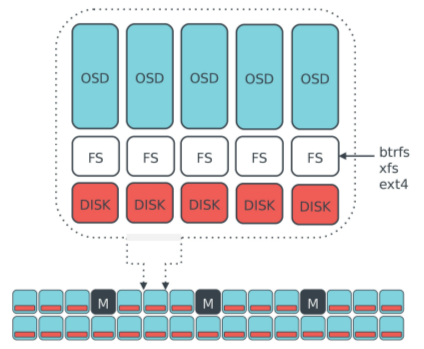 OSD OSD OSD OSD OSD
FS FS FS FS FS
btrfs
xfs
ext4
DISK DISK DISK DISK DISK
M M M